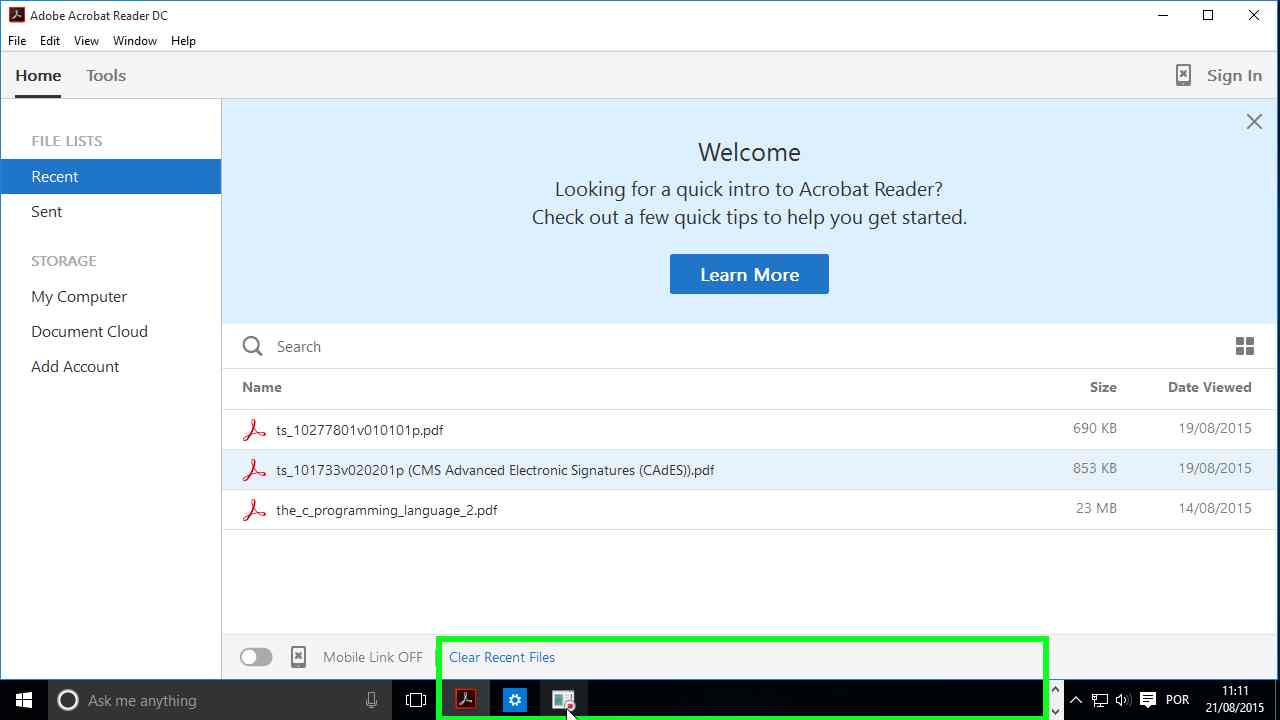 Adobe Acrobat Reader DC
File Edit View Window Help
Home Tools Sign In
FILE LISTS
Recent
Sent
STORAGE
My Computer
Document Cloud
Add Account
Welcome
Looking for a quick intro to Acrobat Reader?
Check out a few quick tips to help you get started.
Learn More
Search
Name Size Date Viewed
ts_10277801v010101p.pdf 690 KB 19/08/2015
ts_101733v020201p (CMS Advanced Electronic Signatures (CAdES)).pdf 853 KB 19/08/2015
the_c_programming_language_2.pdf 23 MB 14/08/2015
Mobile Link OFF Clear Recent Files
Ask me anything
POR
11:11
21/08/2015